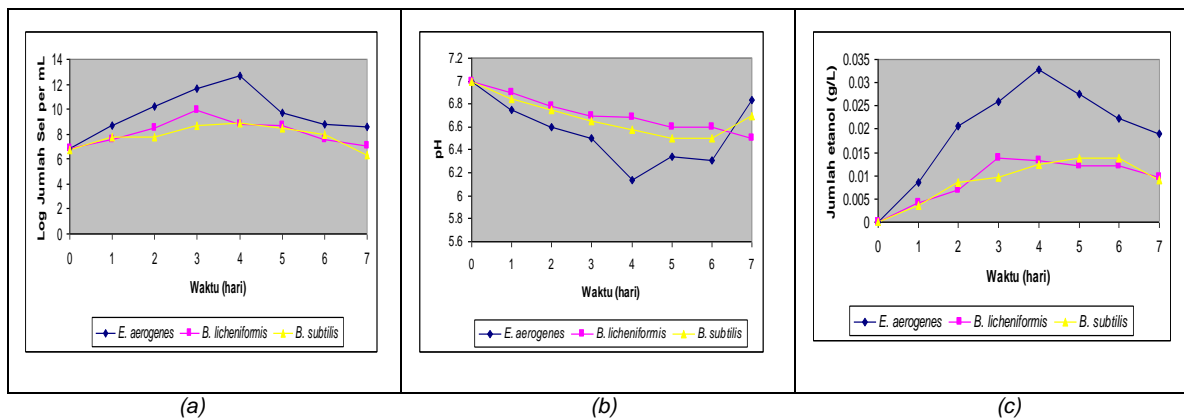 Log Jumlah Sel per mL
14
12
10
8
6
4
2
0
0 1 2 3 4 5 6 7
Waktu (hari)
E. aerogenes B. licheniformis B. subtilis
(a)
pH
7.2
7
6.8
6.6
6.4
6.2
6
5.8
5.6
0 1 2 3 4 5 6 7
Waktu (hari)
E. aerogenes B. licheniformis B. subtilis
(b)
Jumlah etanol (g/L)
0.035
0.03
0.025
0.02
0.015
0.01
0.005
0
0 1 2 3 4 5 6 7
Waktu (hari)
E. aerogenes B. licheniformis B. subtilis
(c)